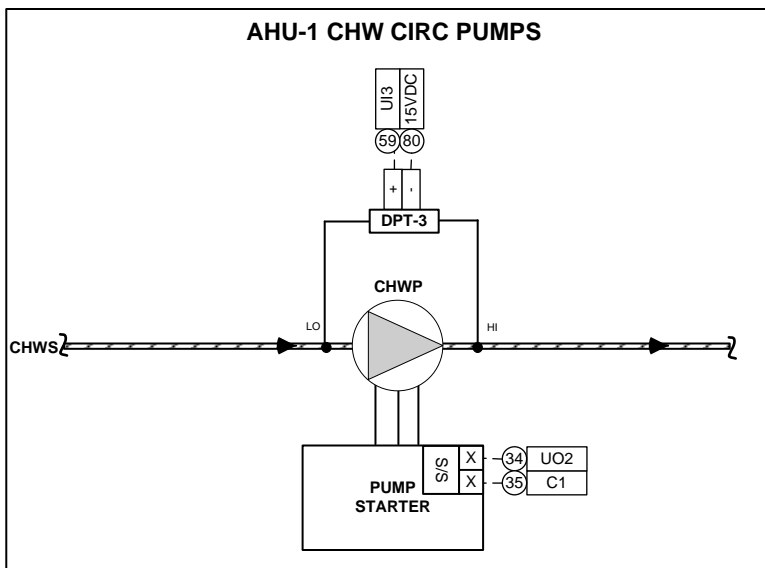 AHU-1 CHW CIRC PUMPS
UI3
15VDC
59
80
+
-
DPT-3
CHWP
LO
HI
CHWS
S/S
X
34
UO2
X
35
C1
PUMP
STARTER